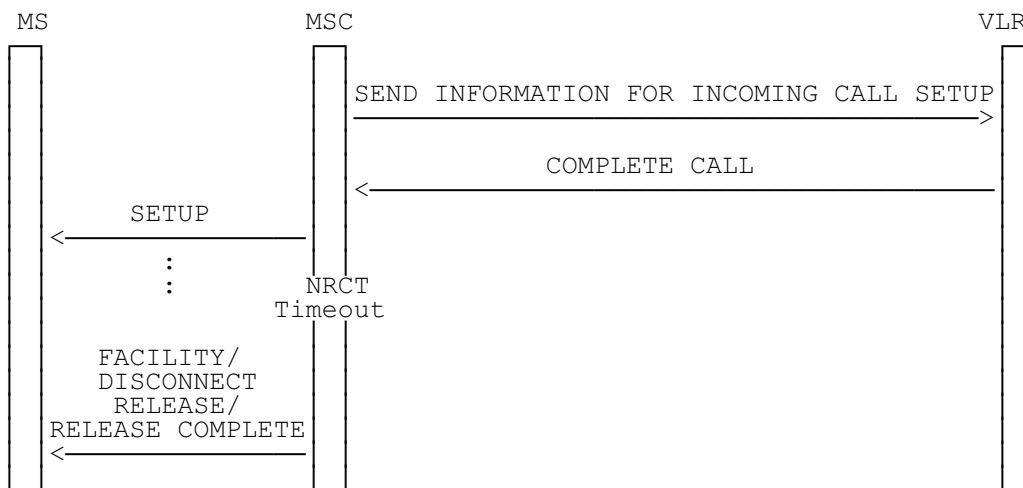 MS MSC VLR
SEND INFORMATION FOR INCOMING CALL SETUP
COMPLETE CALL
SETUP
:
:
NRCT
Timeout
FACILITY/
DISCONNECT
RELEASE/
RELEASE COMPLETE